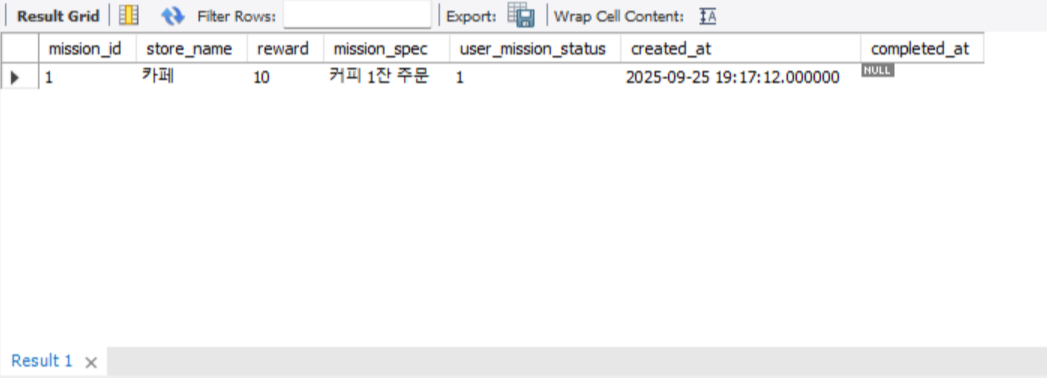 Result Grid Filter Rows: Export: Wrap Cell Content: IA
mission_id store_name reward mission_spec user_mission_status created_at completed_at
1 카페 10 커피 1잔 주문 1 2025-09-25 19:17:12.000000 NULL
Result 1 ×